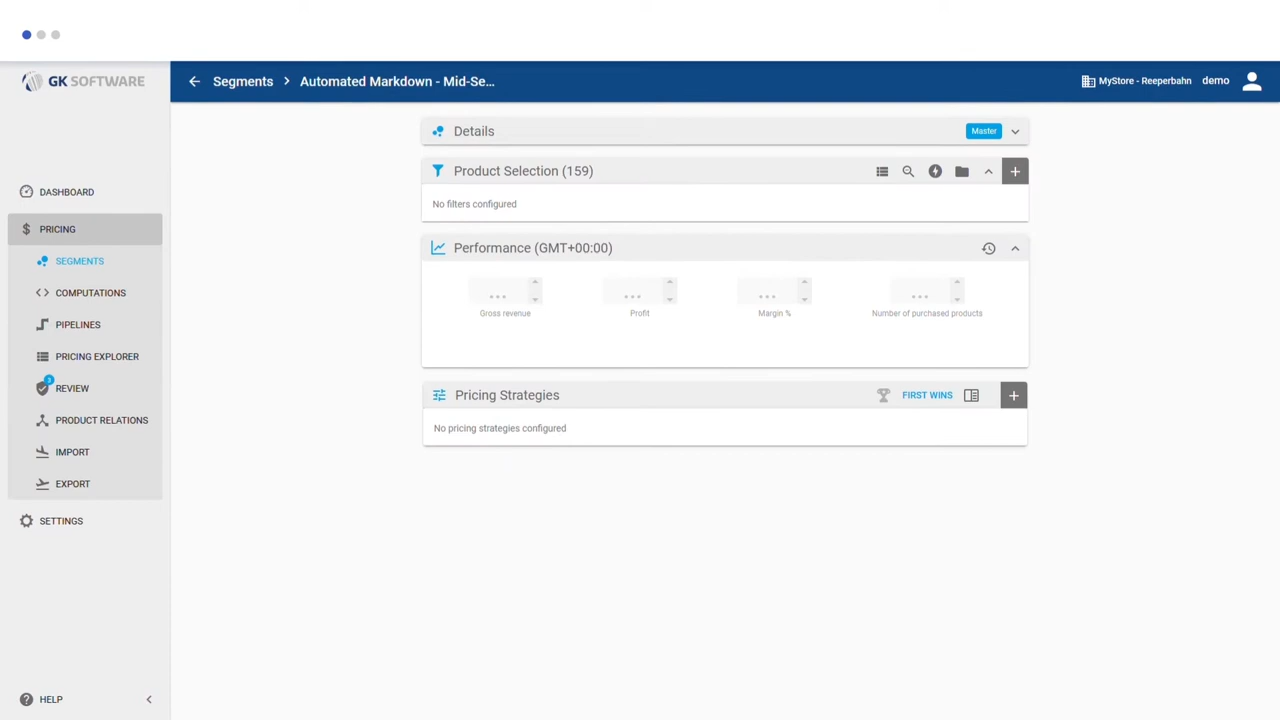 GK SOFTWARE
Segments
Automated Markdown - Mid-Se...
MyStore - Reeperbahn
demo
DASHBOARD
PRICING
SEGMENTS
COMPUTATIONS
PIPELINES
PRICING EXPLORER
3
REVIEW
PRODUCT RELATIONS
IMPORT
EXPORT
SETTINGS
HELP
Details
Master
Product Selection (159)
No filters configured
Performance (GMT+00:00)
...
Gross revenue
...
Profit
...
Margin %
...
Number of purchased products
Pricing Strategies
FIRST WINS
No pricing strategies configured